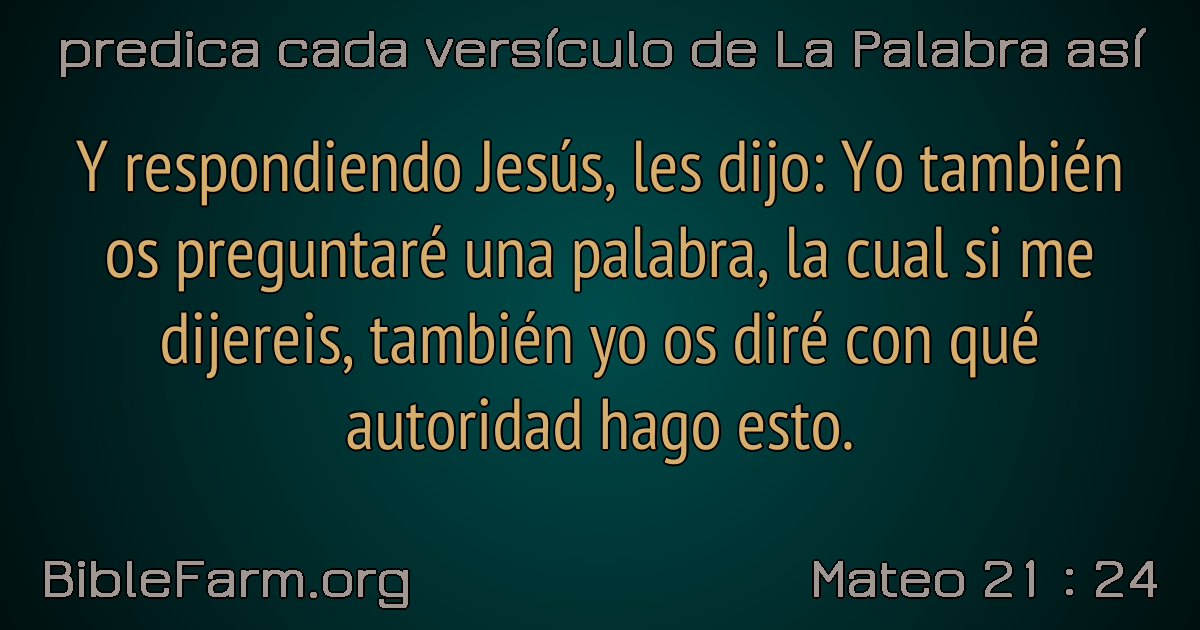 predica cada versículo de La Palabra así
Y respondiendo Jesús, les dijo: Yo también
os preguntaré una palabra, la cual si me
dijereis, también yo os diré con qué
autoridad hago esto.
BibleFarm.org
Mateo 21 : 24